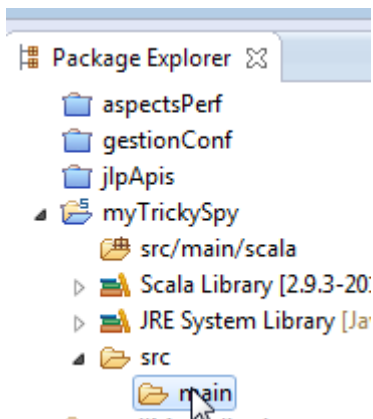 Package Explorer
aspectsPerf
gestionConf
jlpApis
myTrickySpy
src/main/scala
Scala Library [2.9.3-20
JRE System Library [Ja
src
main